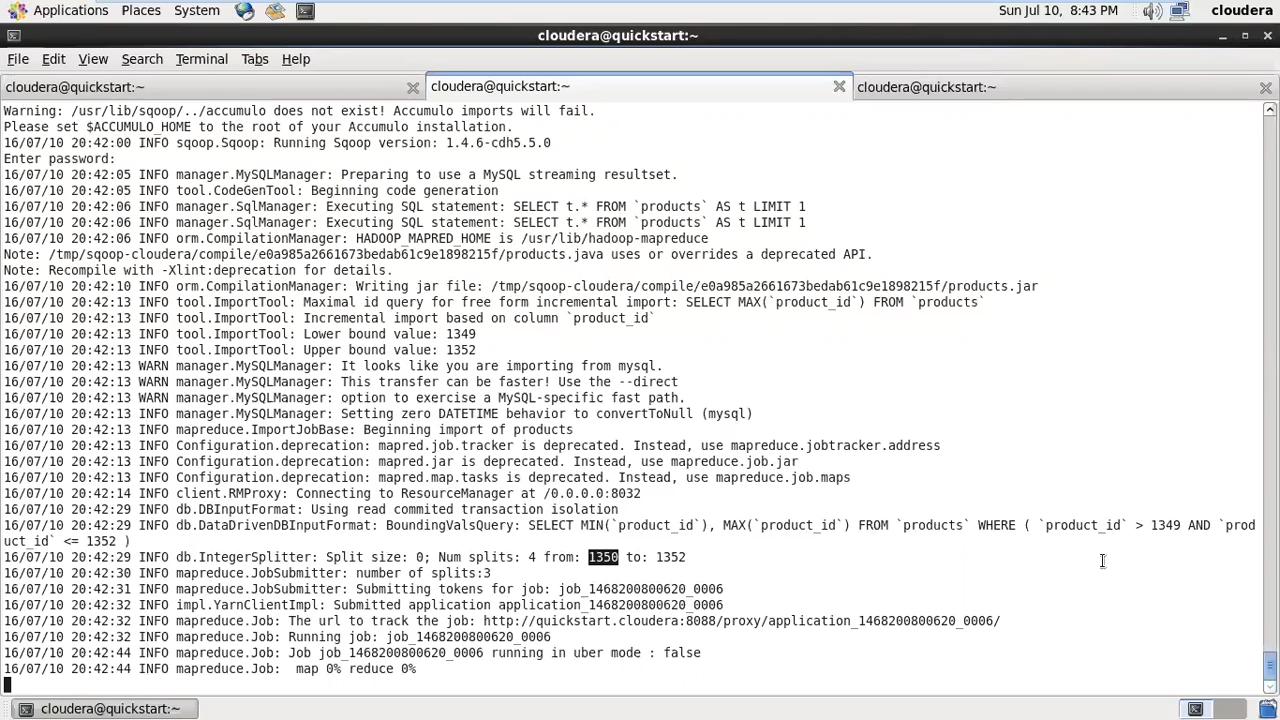 Applications Places System Sun Jul 10, 8:43 PM cloudera
cloudera@quickstart:~
File Edit View Search Terminal Tabs Help
cloudera@quickstart:~ cloudera@quickstart:~ cloudera@quickstart:~
Warning: /usr/lib/sqoop/../accumulo does not exist! Accumulo imports will fail.
Please set $ACCUMULO_HOME to the root of your Accumulo installation.
16/07/10 20:42:00 INFO sqoop.Sqoop: Running Sqoop version: 1.4.6-cdh5.5.0
Enter password:
16/07/10 20:42:05 INFO manager.MySQLManager: Preparing to use a MySQL streaming resultset.
16/07/10 20:42:05 INFO tool.CodeGenTool: Beginning code generation
16/07/10 20:42:06 INFO manager.SqlManager: Executing SQL statement: SELECT t.* FROM `products` AS t LIMIT 1
16/07/10 20:42:06 INFO manager.SqlManager: Executing SQL statement: SELECT t.* FROM `products` AS t LIMIT 1
16/07/10 20:42:06 INFO orm.CompilationManager: HADOOP_MAPRED_HOME is /usr/lib/hadoop-mapreduce
Note: /tmp/sqoop-cloudera/compile/e0a985a2661673bedab61c9e1898215f/products.java uses or overrides a deprecated API.
Note: Recompile with -Xlint:deprecation for details.
16/07/10 20:42:10 INFO orm.CompilationManager: Writing jar file: /tmp/sqoop-cloudera/compile/e0a985a2661673bedab61c9e1898215f/products.jar
16/07/10 20:42:13 INFO tool.ImportTool: Maximal id query for free form incremental import: SELECT MAX(`product_id`) FROM `products`
16/07/10 20:42:13 INFO tool.ImportTool: Incremental import based on column `product_id`
16/07/10 20:42:13 INFO tool.ImportTool: Lower bound value: 1349
16/07/10 20:42:13 INFO tool.ImportTool: Upper bound value: 1352
16/07/10 20:42:13 WARN manager.MySQLManager: It looks like you are importing from mysql.
16/07/10 20:42:13 WARN manager.MySQLManager: This transfer can be faster! Use the --direct
16/07/10 20:42:13 WARN manager.MySQLManager: option to exercise a MySQL-specific fast path.
16/07/10 20:42:13 INFO manager.MySQLManager: Setting zero DATETIME behavior to convertToNull (mysql)
16/07/10 20:42:13 INFO mapreduce.ImportJobBase: Beginning import of products
16/07/10 20:42:13 INFO Configuration.deprecation: mapred.job.tracker is deprecated. Instead, use mapreduce.jobtracker.address
16/07/10 20:42:13 INFO Configuration.deprecation: mapred.jar is deprecated. Instead, use mapreduce.job.jar
16/07/10 20:42:13 INFO Configuration.deprecation: mapred.map.tasks is deprecated. Instead, use mapreduce.job.maps
16/07/10 20:42:14 INFO client.RMProxy: Connecting to ResourceManager at /0.0.0.0:8032
16/07/10 20:42:29 INFO db.DBInputFormat: Using read commited transaction isolation
16/07/10 20:42:29 INFO db.DataDrivenDBInputFormat: BoundingValsQuery: SELECT MIN(`product_id`), MAX(`product_id`) FROM `products` WHERE ( `product_id` > 1349 AND `prod
uct_id` <= 1352 )
16/07/10 20:42:29 INFO db.IntegerSplitter: Split size: 0; Num splits: 4 from: 1350 to: 1352
16/07/10 20:42:30 INFO mapreduce.JobSubmitter: number of splits:3
16/07/10 20:42:31 INFO mapreduce.JobSubmitter: Submitting tokens for job: job_1468200800620_0006
16/07/10 20:42:32 INFO impl.YarnClientImpl: Submitted application application_1468200800620_0006
16/07/10 20:42:32 INFO mapreduce.Job: The url to track the job: http://quickstart.cloudera:8088/proxy/application_1468200800620_0006/
16/07/10 20:42:32 INFO mapreduce.Job: Running job: job_1468200800620_0006
16/07/10 20:42:44 INFO mapreduce.Job: Job job_1468200800620_0006 running in uber mode : false
16/07/10 20:42:44 INFO mapreduce.Job:  map 0% reduce 0%
cloudera@quickstart:~